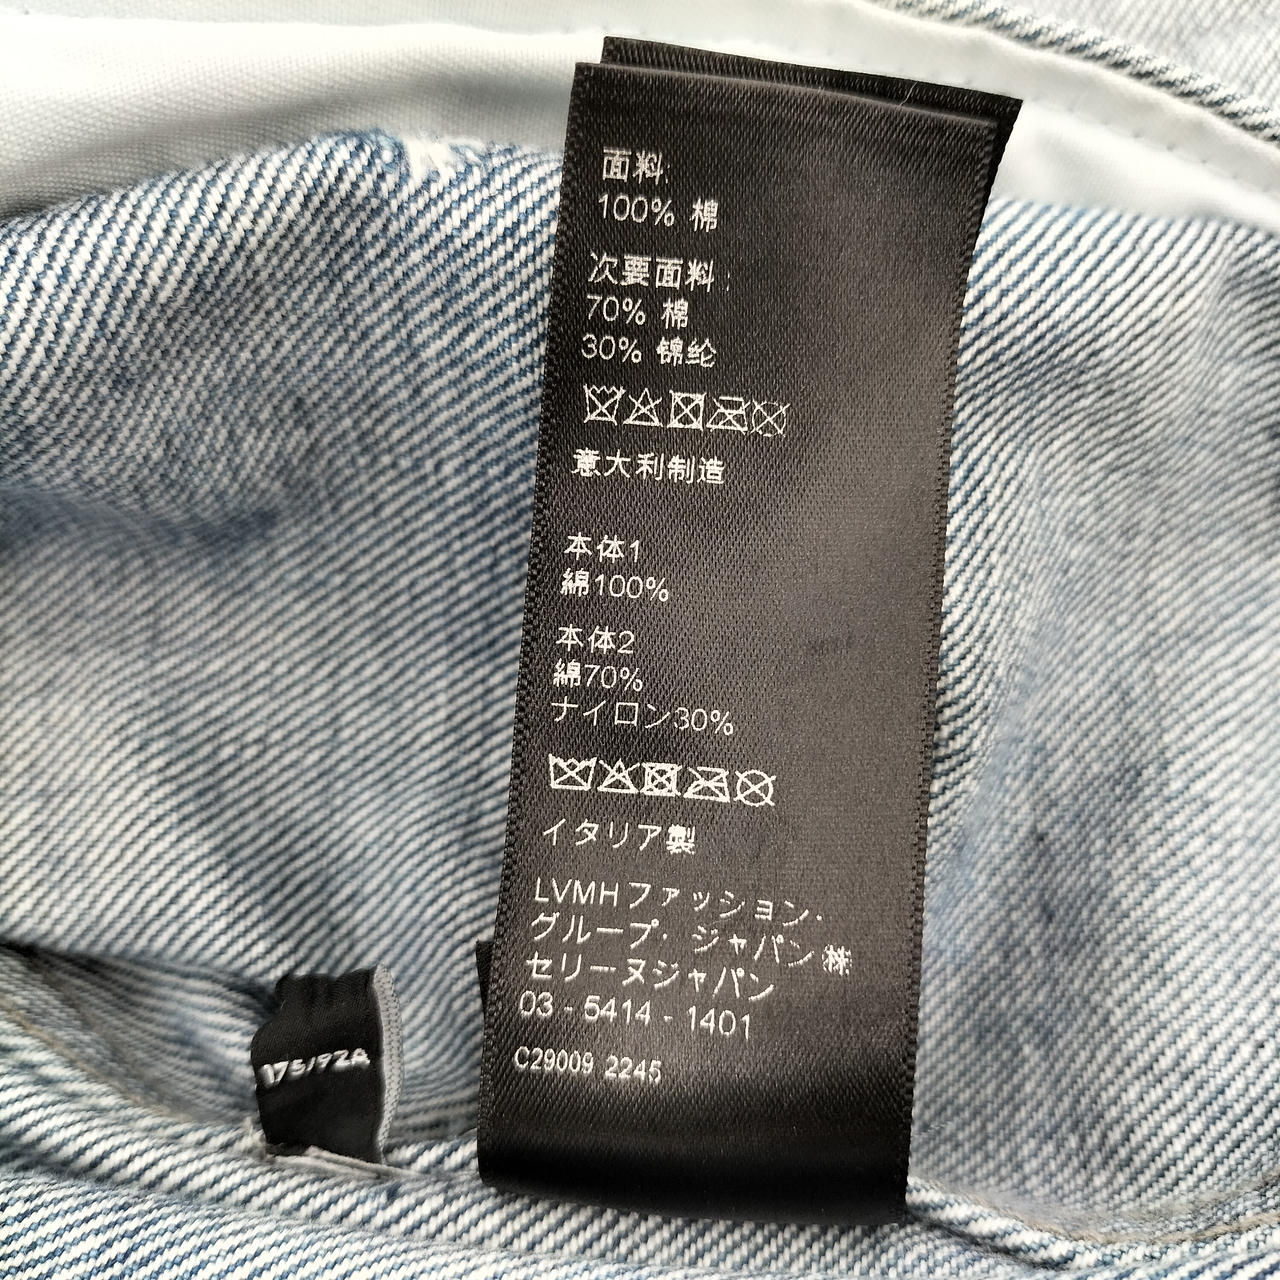 面料:
100% 棉
次要面料:
70% 棉
30% 锦纶
意大利制造
本体1
綿100%
本体2
綿70%
ナイロン30%
イタリア製
LVMHファッション・
グループ・ジャパン㈱
セリーヌジャパン
03 - 5414 - 1401
C29009 2245
175/92A